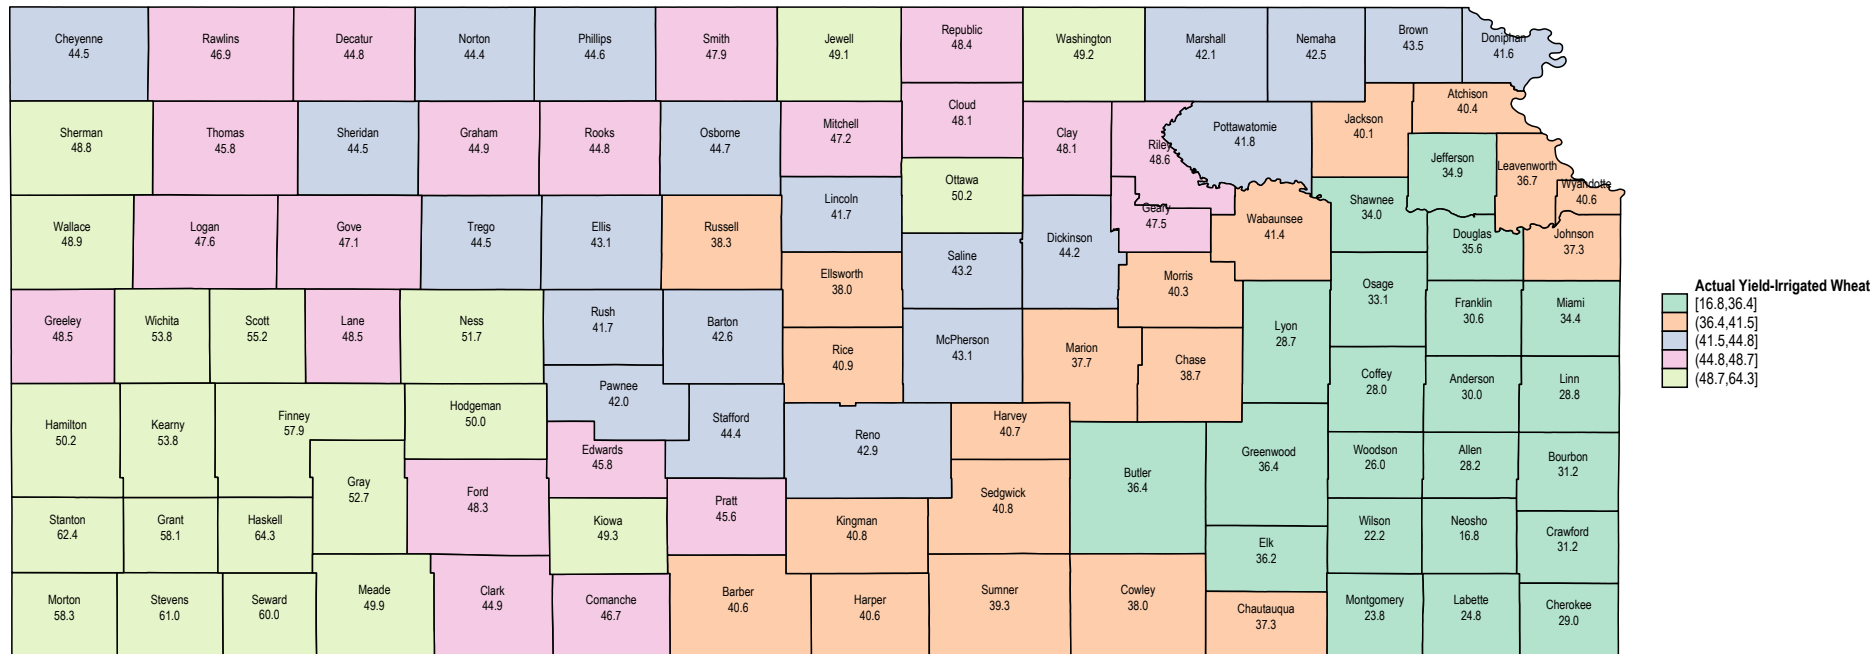 Cheyenne
44.5
Rawlins
46.9
Decatur
44.8
Norton
44.4
Phillips
44.6
Smith
47.9
Jewell
49.1
Republic
48.4
Washington
49.2
Marshall
42.1
Nemaha
42.5
Brown
43.5
Doniphan
41.6
Sherman
48.8
Thomas
45.8
Sheridan
44.5
Graham
44.9
Rooks
44.8
Osborne
44.7
Mitchell
47.2
Cloud
48.1
Clay
48.1
Riley
48.6
Pottawatomie
41.8
Jackson
40.1
Atchison
40.4
Jefferson
34.9
Leavenworth
36.7
Wyandotte
40.6
Wallace
48.9
Logan
47.6
Gove
47.1
Trego
44.5
Ellis
43.1
Russell
38.3
Lincoln
41.7
Ottawa
50.2
Saline
43.2
Dickinson
44.2
Geary
47.5
Wabaunsee
41.4
Shawnee
34.0
Douglas
35.6
Johnson
37.3
Greeley
48.5
Wichita
53.8
Scott
55.2
Lane
48.5
Ness
51.7
Rush
41.7
Barton
42.6
Ellsworth
38.0
Rice
40.9
McPherson
43.1
Marion
37.7
Morris
40.3
Chase
38.7
Lyon
28.7
Osage
33.1
Franklin
30.6
Miami
34.4
Hamilton
50.2
Kearny
53.8
Finney
57.9
Gray
52.7
Hodgeman
50.0
Pawnee
42.0
Edwards
45.8
Stafford
44.4
Reno
42.9
Harvey
40.7
Sedgwick
40.8
Butler
36.4
Greenwood
36.4
Coffey
28.0
Anderson
30.0
Linn
28.8
Woodson
26.0
Allen
28.2
Bourbon
31.2
Stanton
62.4
Grant
58.1
Haskell
64.3
Ford
48.3
Kiowa
49.3
Pratt
45.6
Kingman
40.8
Elk
36.2
Wilson
22.2
Neosho
16.8
Crawford
31.2
Morton
58.3
Stevens
61.0
Seward
60.0
Meade
49.9
Clark
44.9
Comanche
46.7
Barber
40.6
Harper
40.6
Sumner
39.3
Cowley
38.0
Chautauqua
37.3
Montgomery
23.8
Labette
24.8
Cherokee
29.0
Actual Yield-Irrigated Wheat
[16.8,36.4]
(36.4,41.5]
(41.5,44.8]
(44.8,48.7]
(48.7,64.3]